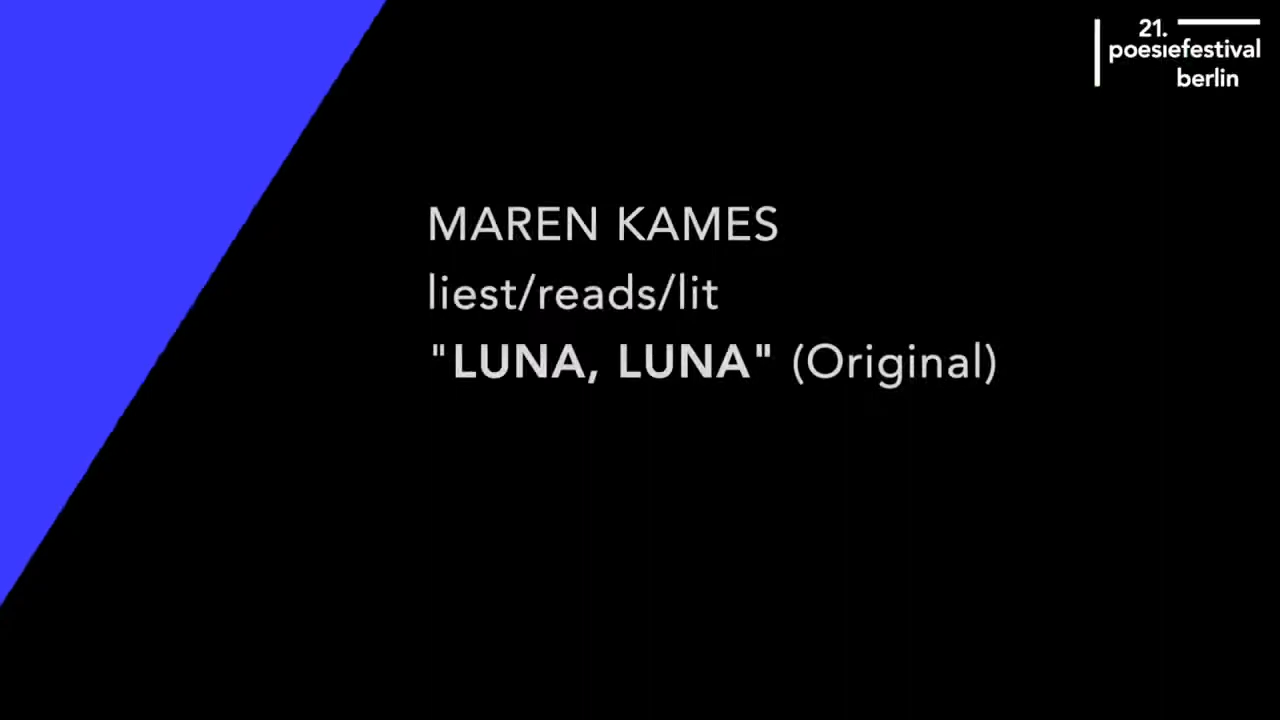 21.
poesiefestival
berlin
MAREN KAMES
liest/reads/lit
"LUNA, LUNA" (Original)